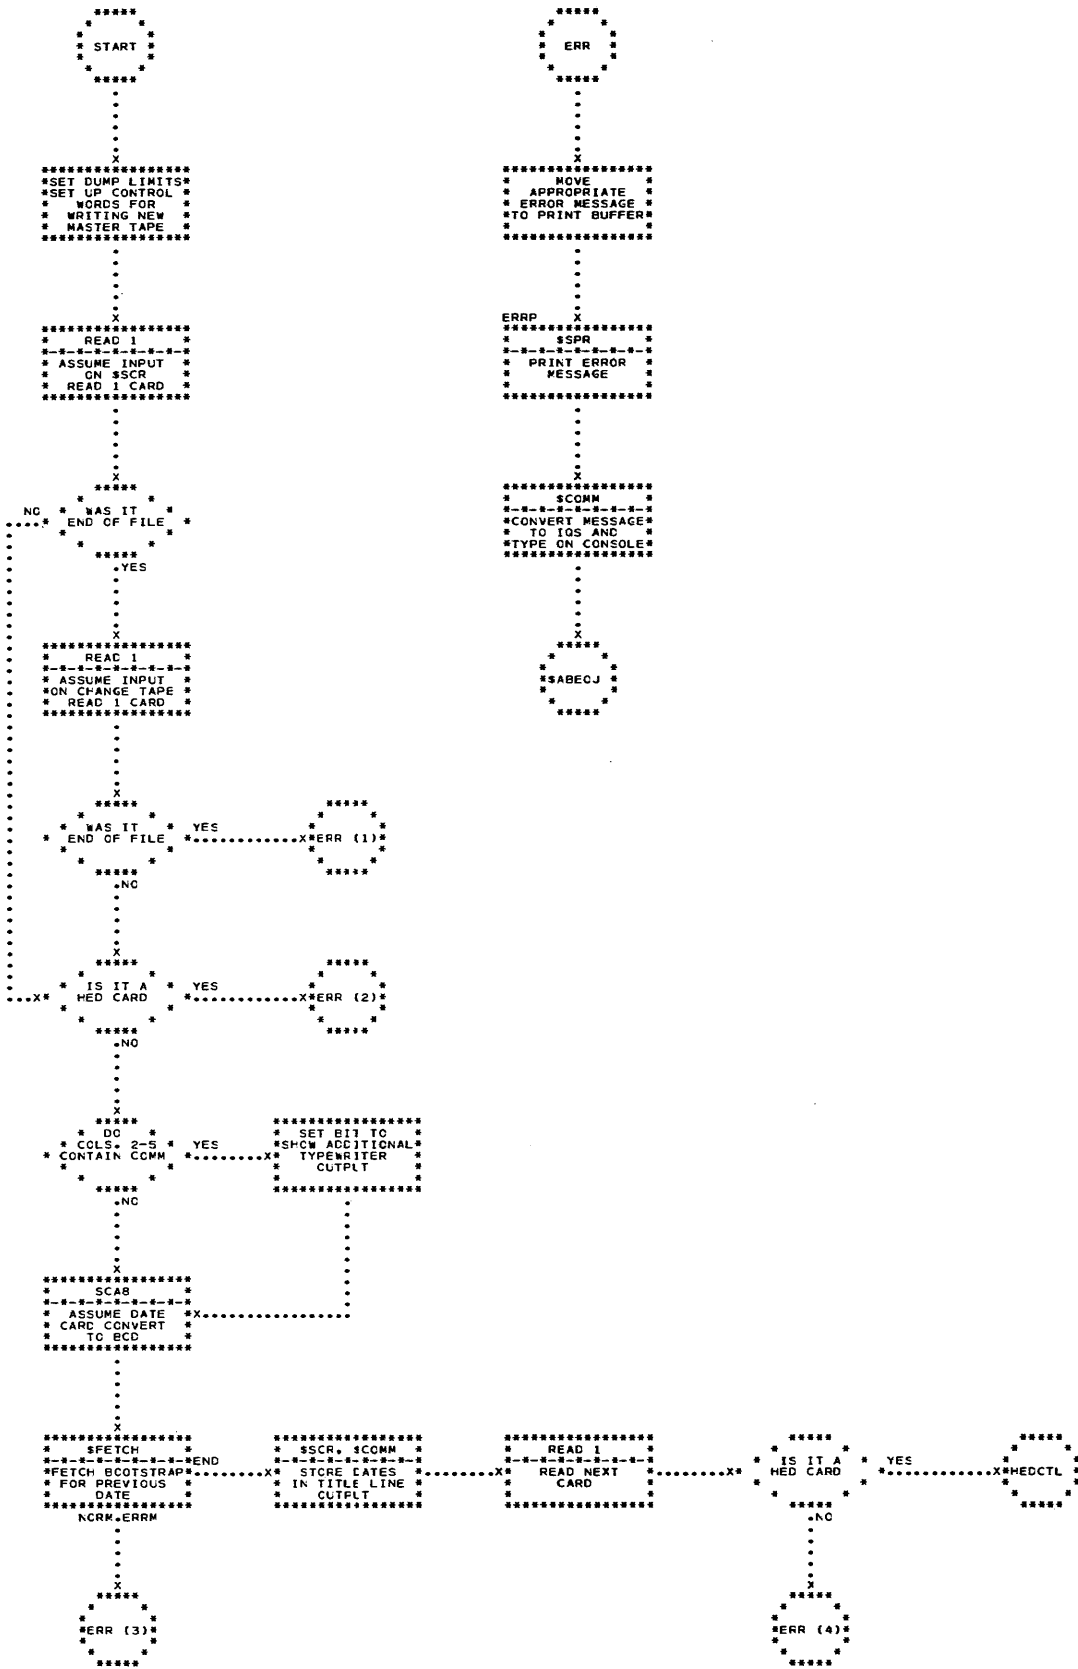 START
SET DUMP LIMITS
SET UP CONTROL
WORDS FOR
WRITING NEW
MASTER TAPE
READ 1
ASSUME INPUT
ON $SCR
READ 1 CARD
WAS IT
END OF FILE
NO
YES
READ 1
ASSUME INPUT
ON CHANGE TAPE
READ 1 CARD
WAS IT
END OF FILE
YES
ERR (1)
NO
IS IT A
HED CARD
YES
ERR (2)
NO
DO
COLS. 2-5
CONTAIN COMM
YES
SET BIT TO
SHOW ADDITIONAL
TYPEWRITER
OUTPUT
NO
SCA8
ASSUME DATE
CARD CONVERT
TO BCD
$FETCH
FETCH BOOTSTRAP
FOR PREVIOUS
DATE
END
NORM.ERRM
ERR (3)
$SCR, $COMM
STORE DATES
IN TITLE LINE
OUTPUT
READ 1
READ NEXT
CARD
IS IT A
HED CARD
YES
HEDCTL
NO
ERR (4)
ERR
MOVE
APPROPRIATE
ERROR MESSAGE
TO PRINT BUFFER
ERRP
$SPR
PRINT ERROR
MESSAGE
$COMM
CONVERT MESSAGE
TO IQS AND
TYPE ON CONSOLE
$ABEOJ